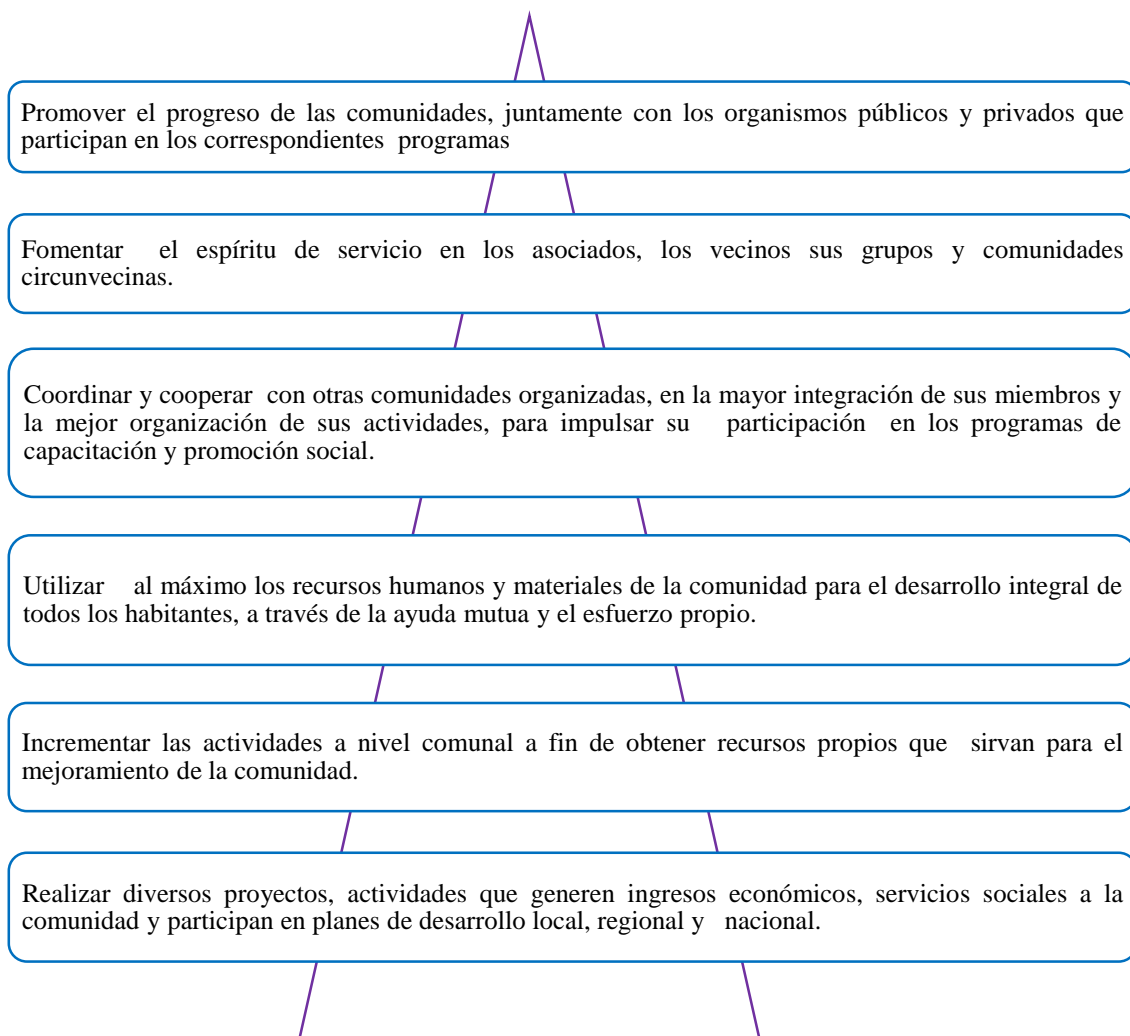 Promover el progreso de las comunidades, juntamente con los organismos públicos y privados que
participan en los correspondientes programas
Fomentar el espíritu de servicio en los asociados, los vecinos sus grupos y comunidades
circunvecinas.
Coordinar y cooperar con otras comunidades organizadas, en la mayor integración de sus miembros y
la mejor organización de sus actividades, para impulsar su participación en los programas de
capacitación y promoción social.
Utilizar al máximo los recursos humanos y materiales de la comunidad para el desarrollo integral de
todos los habitantes, a través de la ayuda mutua y el esfuerzo propio.
Incrementar las actividades a nivel comunal a fin de obtener recursos propios que sirvan para el
mejoramiento de la comunidad.
Realizar diversos proyectos, actividades que generen ingresos económicos, servicios sociales a la
comunidad y participan en planes de desarrollo local, regional y nacional.